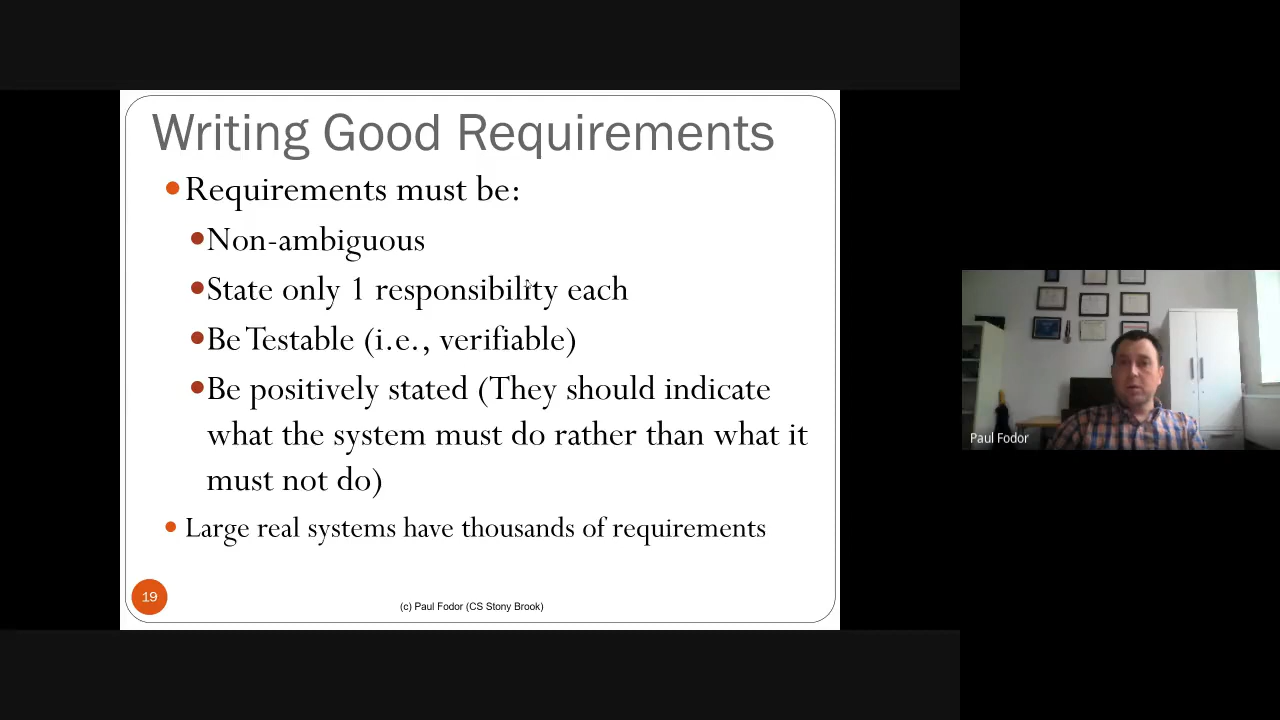 Writing Good Requirements
Requirements must be:
Non-ambiguous
State only 1 responsibility each
Be Testable (i.e., verifiable)
Be positively stated (They should indicate
what the system must do rather than what it
must not do)
Large real systems have thousands of requirements
19
(c) Paul Fodor (CS Stony Brook)
Paul Fodor